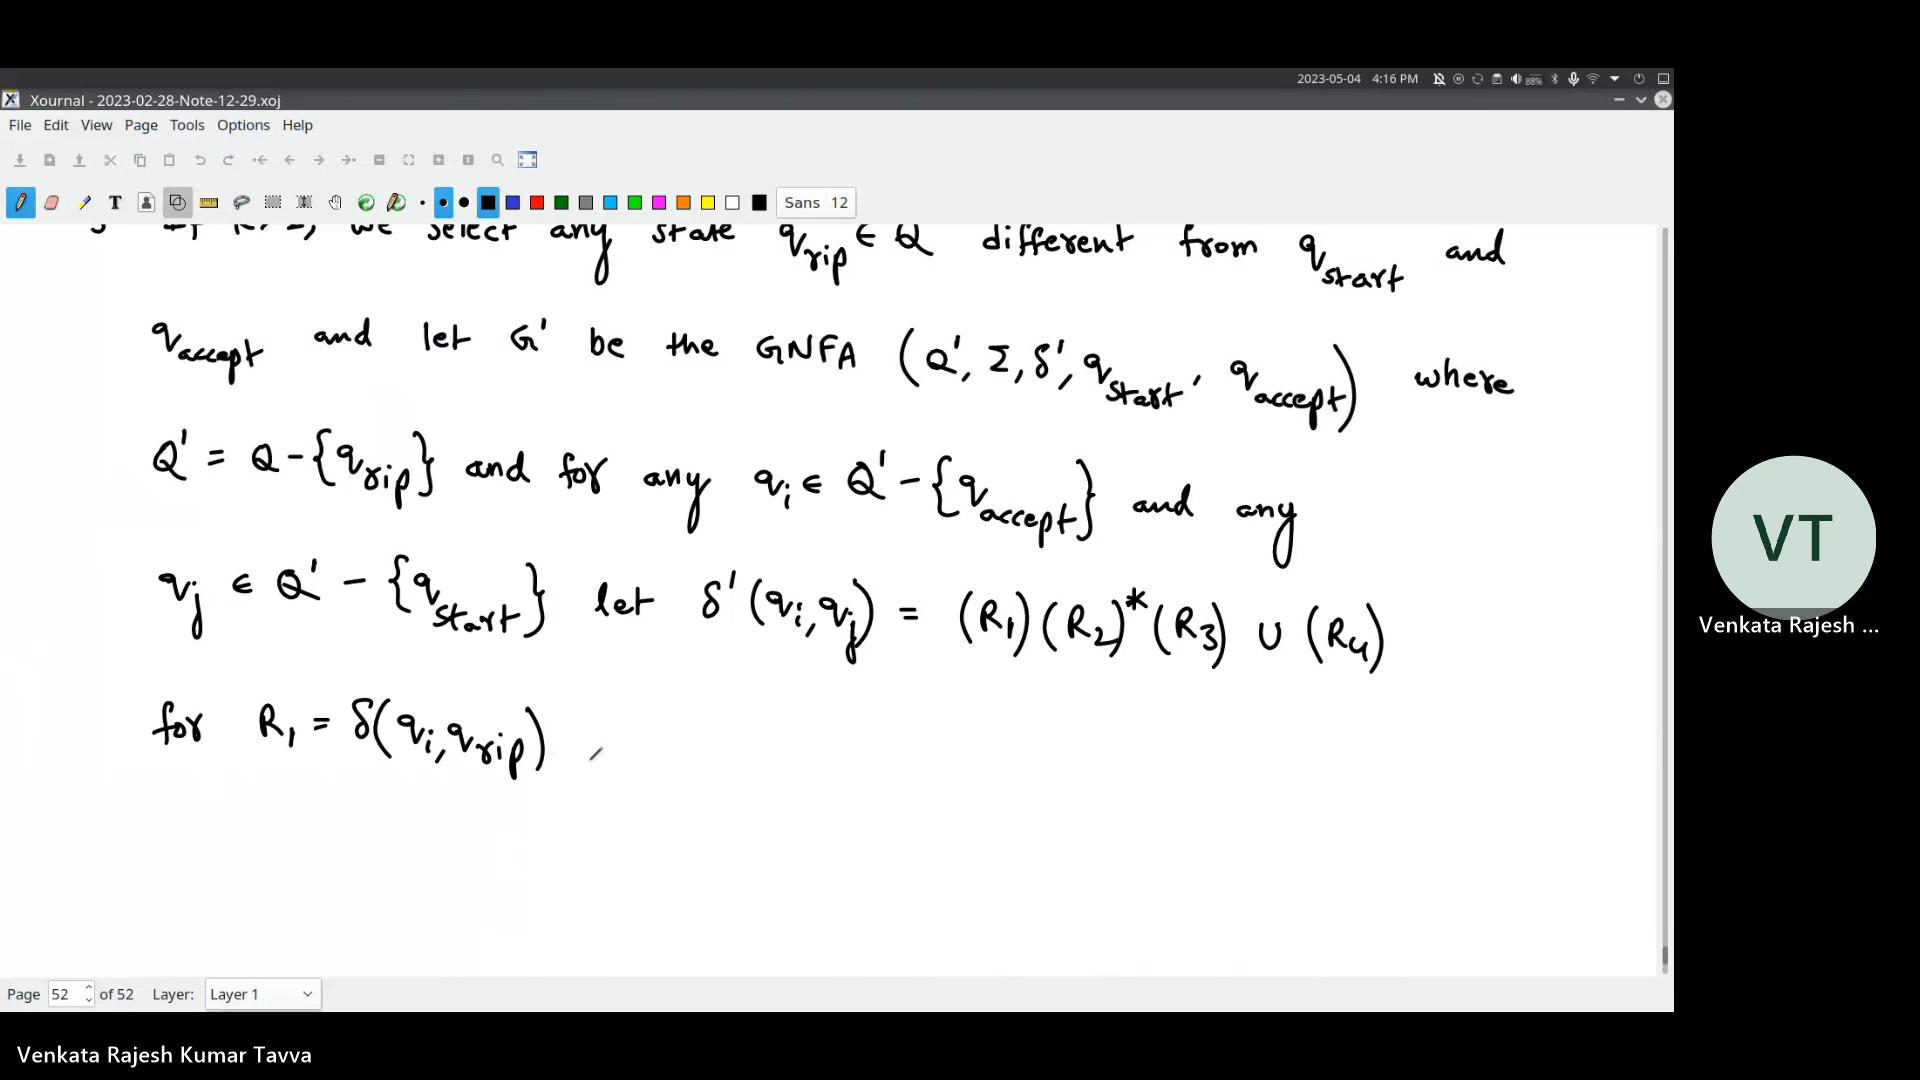 2023-05-04 4:16 PM 88%
Xournal - 2023-02-28-Note-12-29.xoj
File Edit View Page Tools Options Help
T Sans 12
we select any state q_rip ∈ Q different from q_start and
q_accept and let G' be the GNFA (Q', Σ, δ', q_start, q_accept) where
Q' = Q - {q_rip} and for any q_i ∈ Q' - {q_accept} and any
q_j ∈ Q' - {q_start} let δ'(q_i, q_j) = (R_1)(R_2)*(R_3) ∪ (R_4)
for R_1 = δ(q_i, q_rip)
VT
Venkata Rajesh ...
Page 52 of 52 Layer: Layer 1
Venkata Rajesh Kumar Tavva